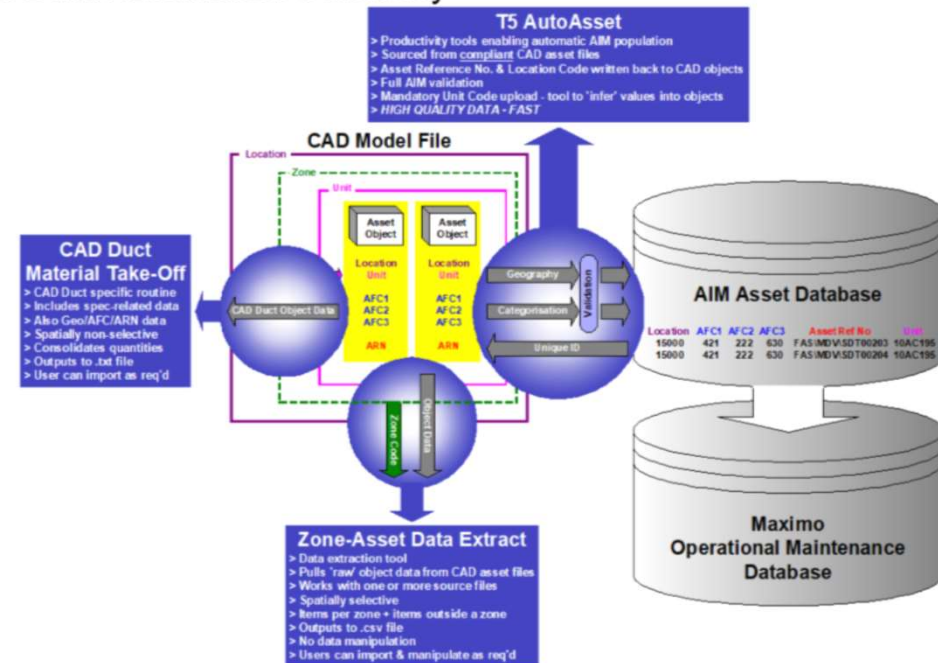 T5 AutoAsset
> Productivity tools enabling automatic AIM population
> Sourced from compliant CAD asset files
> Asset Reference No. & Location Code written back to CAD objects
> Full AIM validation
> Mandatory Unit Code upload - tool to 'infer' values into objects
> HIGH QUALITY DATA - FAST
CAD Model File
Location
Zone
Unit
Asset
Object
Location
Unit
AFC1
AFC2
AFC3
ARN
Asset
Object
Location
Unit
AFC1
AFC2
AFC3
ARN
CAD Duct
Material Take-Off
> CAD Duct specific routine
> Includes spec-related data
> Also Geo/AFC/ARN data
> Spatially non-selective
> Consolidates quantities
> Outputs to .txt file
> User can import as req'd
CAD Duct Object Data
Geography
Categorisation
Validation
Unique ID
Zone Code
Object Data
AIM Asset Database
Location AFC1 AFC2 AFC3 Asset Ref No Unit
15000 421 222 630 FAS\MDV\SDT00203 10AC195
15000 421 222 630 FAS\MDV\SDT00204 10AC195
Maximo
Operational Maintenance
Database
Zone-Asset Data Extract
> Data extraction tool
> Pulls 'raw' object data from CAD asset files
> Works with one or more source files
> Spatially selective
> Items per zone + items outside a zone
> Outputs to .csv file
> No data manipulation
> Users can import & manipulate as req'd